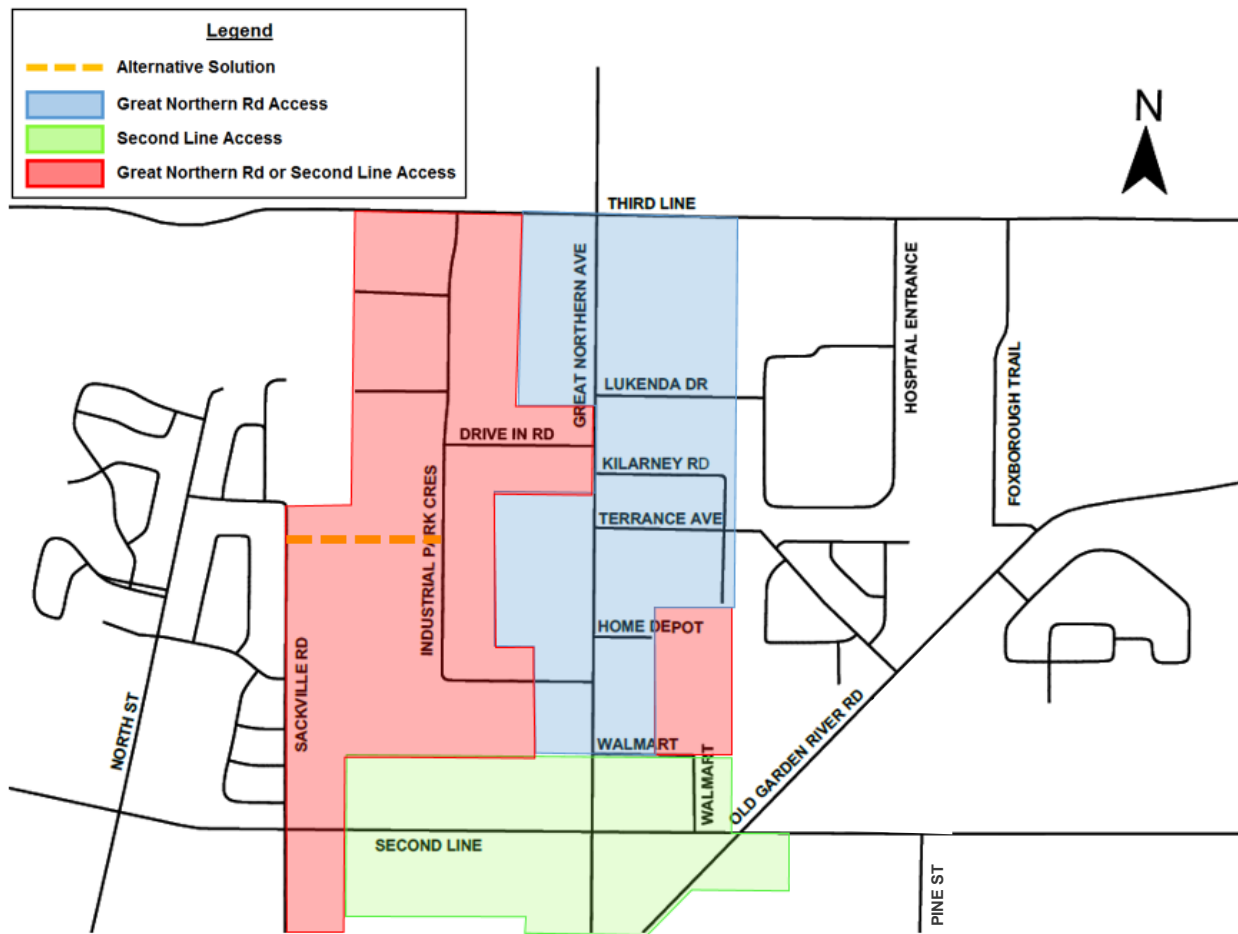 Legend
Alternative Solution
Great Northern Rd Access
Second Line Access
Great Northern Rd or Second Line Access
N
THIRD LINE
GREAT NORTHERN AVE
HOSPITAL ENTRANCE
FOXBOROUGH TRAIL
LUKENDA DR
DRIVE IN RD
KILARNEY RD
INDUSTRIAL PARK CRES
TERRANCE AVE
HOME DEPOT
SACKVILLE RD
NORTH ST
WALMART
WALMART
OLD GARDEN RIVER RD
SECOND LINE
PINE ST